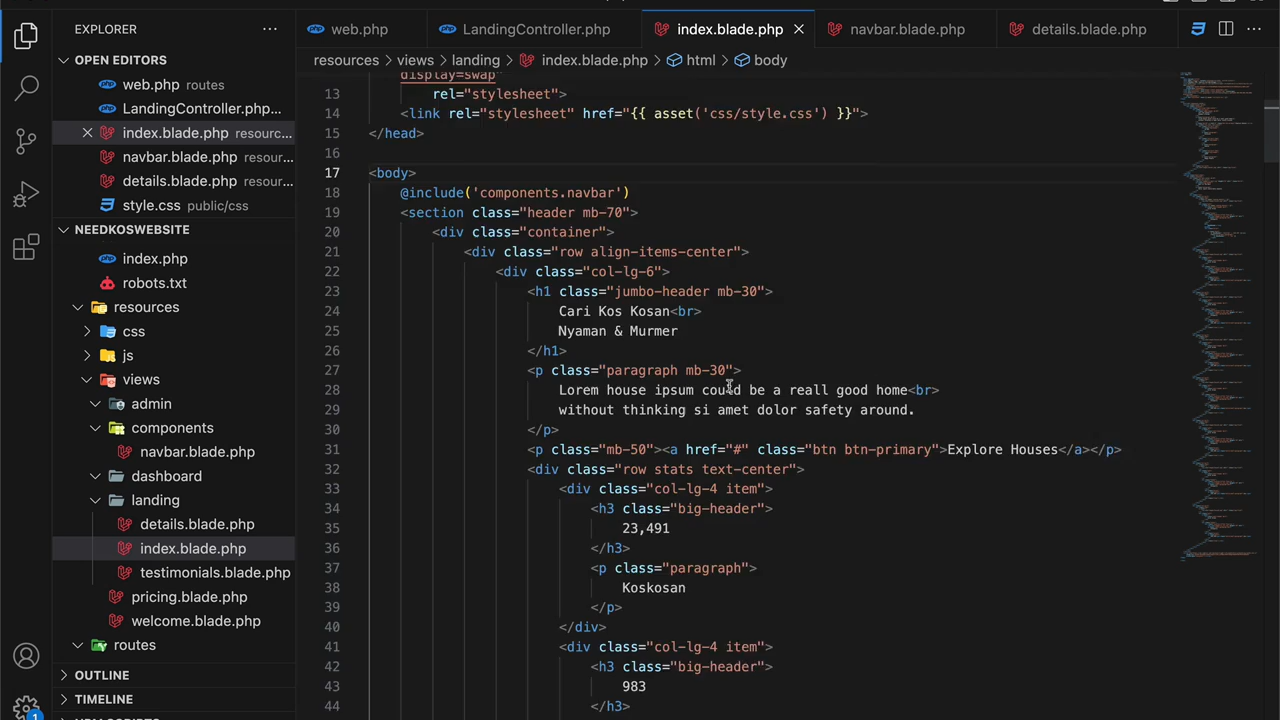 EXPLORER
OPEN EDITORS
web.php routes
LandingController.php...
index.blade.php resourc...
navbar.blade.php resour...
details.blade.php resour...
style.css public/css
NEEDKOSWEBSITE
index.php
robots.txt
resources
css
js
views
admin
components
navbar.blade.php
dashboard
landing
details.blade.php
index.blade.php
testimonials.blade.php
pricing.blade.php
welcome.blade.php
routes
OUTLINE
TIMELINE
1
web.php LandingController.php index.blade.php navbar.blade.php details.blade.php
resources > views > landing > index.blade.php > html > body
display=swap"
13 rel="stylesheet">
14 <link rel="stylesheet" href="{{ asset('css/style.css') }}">
15 </head>
16
17 <body>
18 @include('components.navbar')
19 <section class="header mb-70">
20 <div class="container">
21 <div class="row align-items-center">
22 <div class="col-lg-6">
23 <h1 class="jumbo-header mb-30">
24 Cari Kos Kosan<br>
25 Nyaman & Murmer
26 </h1>
27 <p class="paragraph mb-30">
28 Lorem house ipsum could be a reall good home<br>
29 without thinking si amet dolor safety around.
30 </p>
31 <p class="mb-50"><a href="#" class="btn btn-primary">Explore Houses</a></p>
32 <div class="row stats text-center">
33 <div class="col-lg-4 item">
34 <h3 class="big-header">
35 23,491
36 </h3>
37 <p class="paragraph">
38 Koskosan
39 </p>
40 </div>
41 <div class="col-lg-4 item">
42 <h3 class="big-header">
43 983
44 </h3>